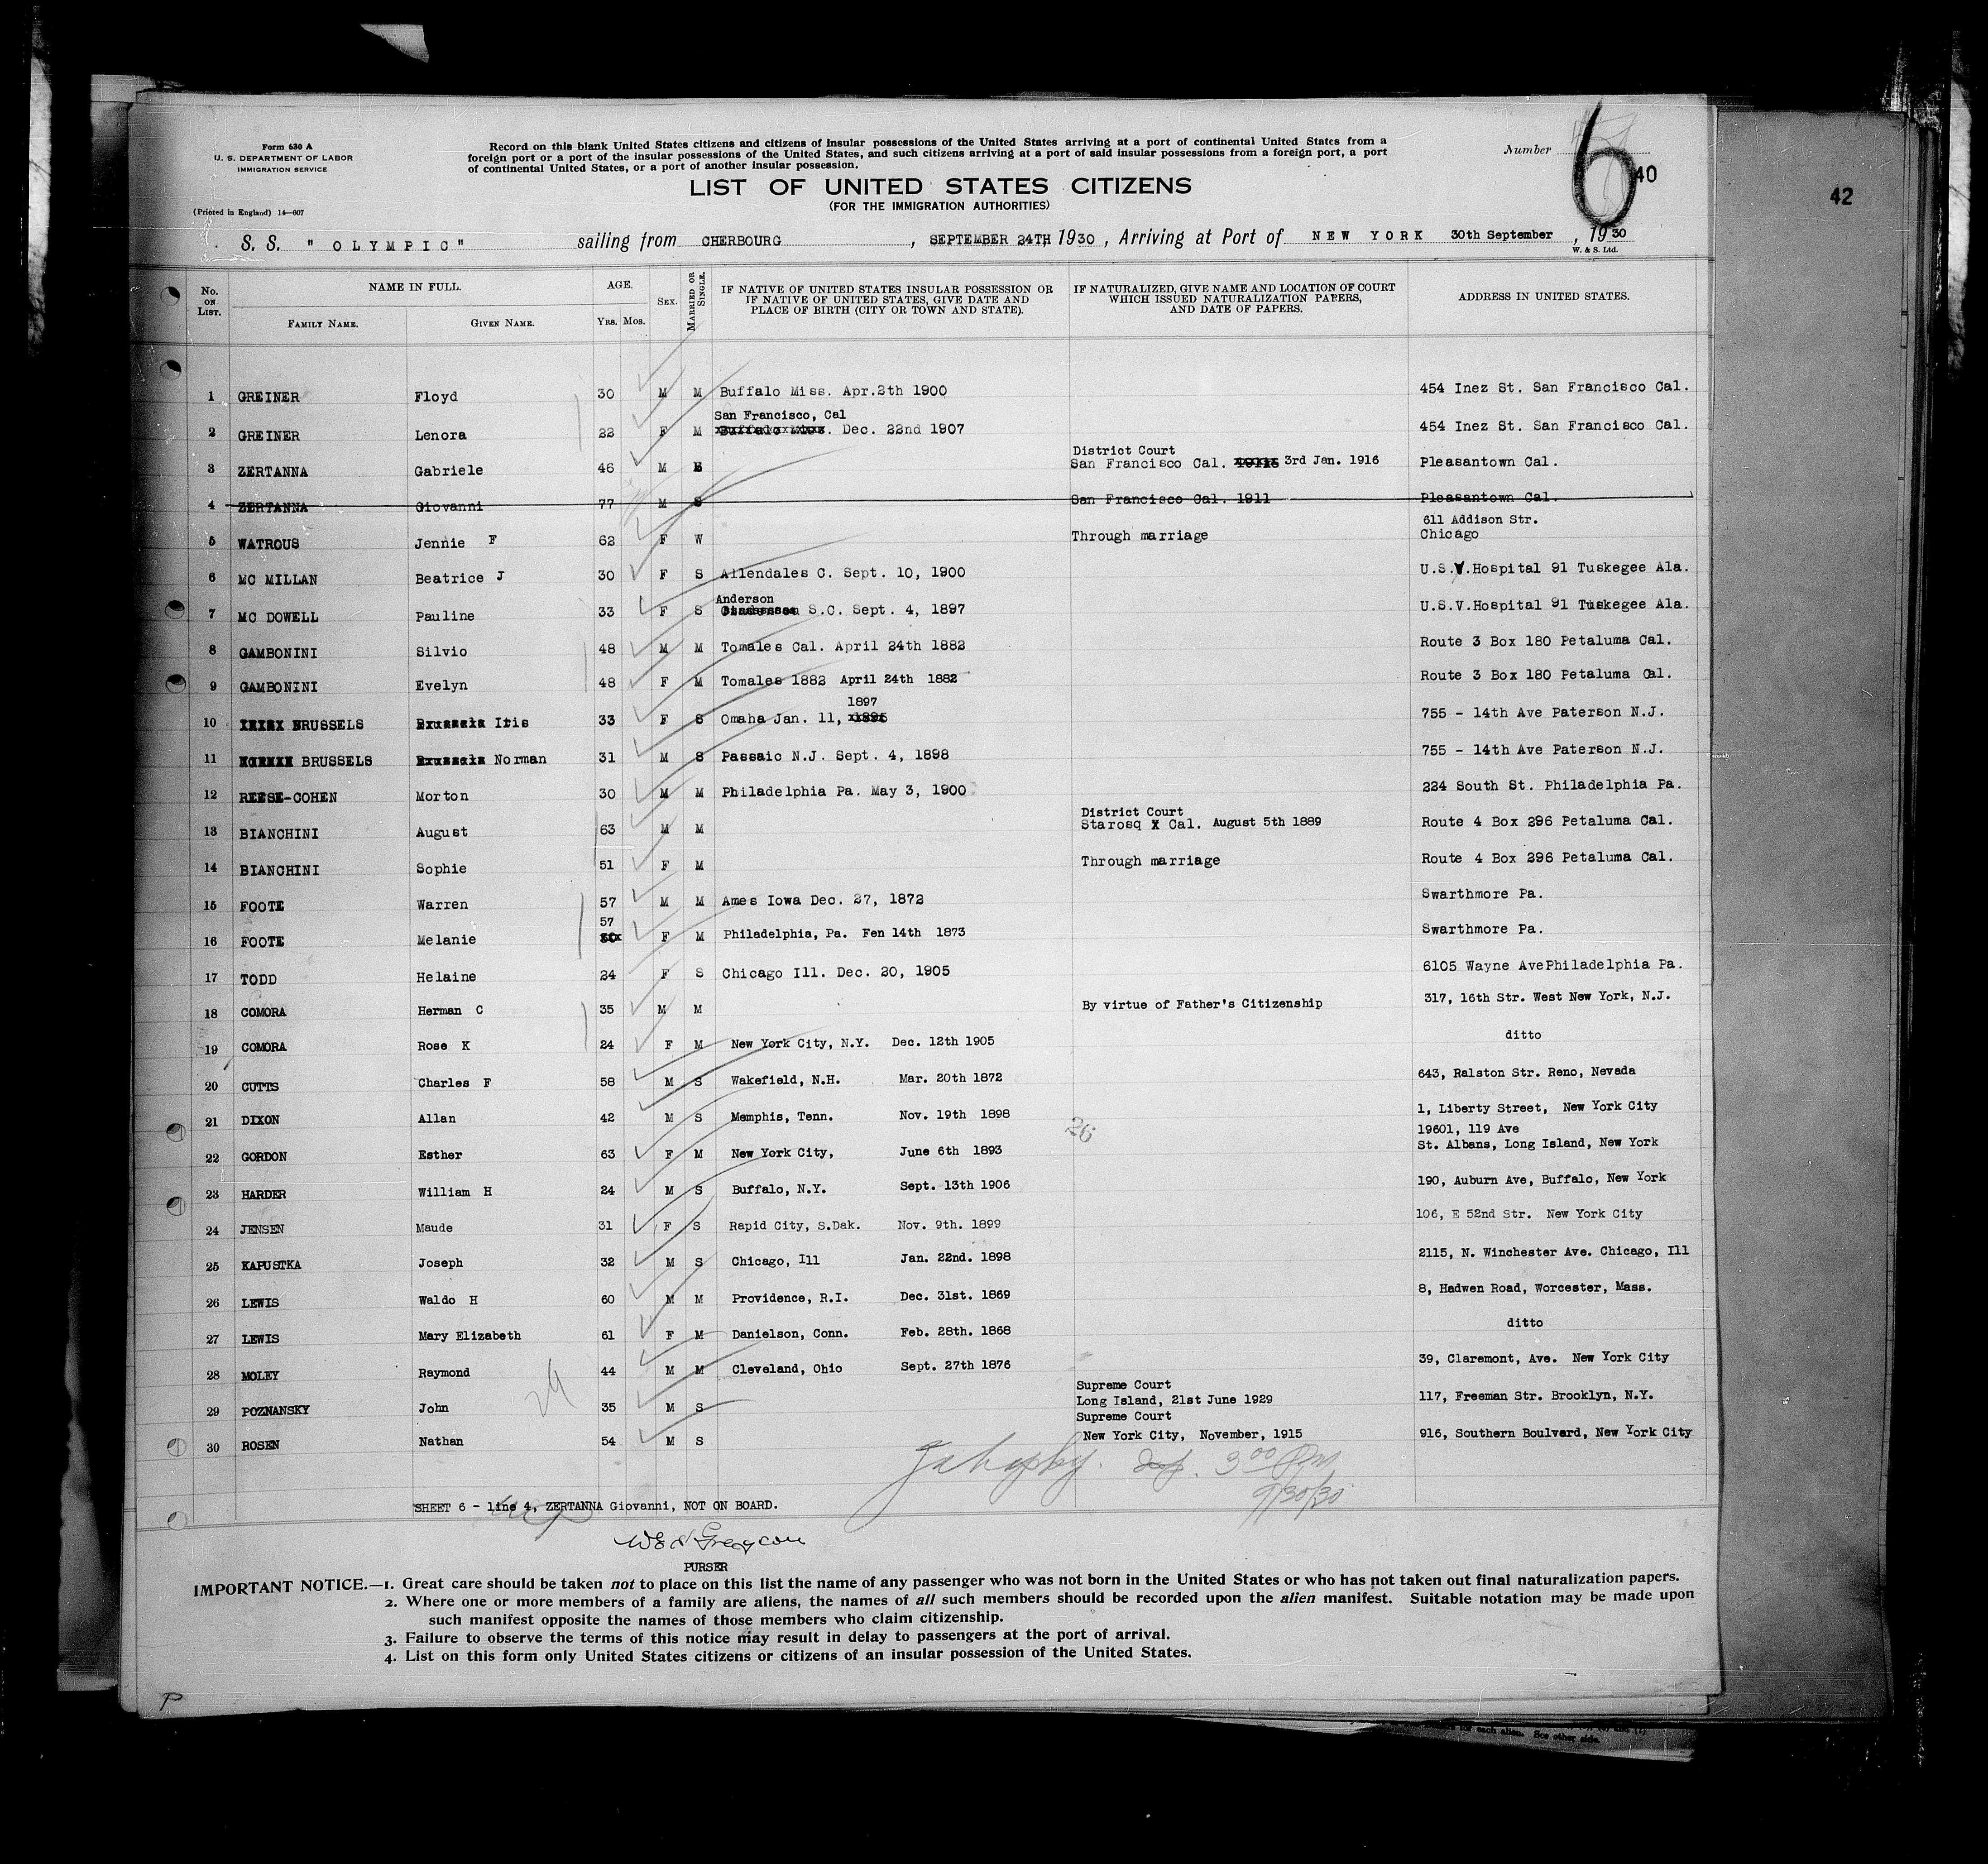 Form 630 A
U. S. DEPARTMENT OF LABOR
IMMIGRATION SERVICE
(Printed in England) 14—607
Record on this blank United States citizens and citizens of insular possessions of the United States arriving at a port of continental United States from a
foreign port or a port of the insular possessions of the United States, and such citizens arriving at a port of said insular possessions from a foreign port, a port
of continental United States, or a port of another insular possession.
Number 6 40
42
LIST OF UNITED STATES CITIZENS
(FOR THE IMMIGRATION AUTHORITIES)
S. S. "OLYMPIC" sailing from CHERBOURG, SEPTEMBER 24TH 1930, Arriving at Port of NEW YORK 30th September, 1930
W. & S. Ltd.
No. ON LIST. NAME IN FULL. FAMILY NAME. GIVEN NAME. AGE. YRS. MOS. SEX. MARRIED OR SINGLE. IF NATIVE OF UNITED STATES INSULAR POSSESSION OR IF NATIVE OF UNITED STATES, GIVE DATE AND PLACE OF BIRTH (CITY OR TOWN AND STATE). IF NATURALIZED, GIVE NAME AND LOCATION OF COURT WHICH ISSUED NATURALIZATION PAPERS, AND DATE OF PAPERS. ADDRESS IN UNITED STATES.
1 GREINER Floyd 30 M M Buffalo Miss. Apr.2th 1900 454 Inez St. San Francisco Cal.
San Francisco, Cal
2 GREINER Lenora 22 F M Buffalo Miss. Dec. 22nd 1907 454 Inez St. San Francisco Cal.
District Court
3 ZERTANNA Gabriele 46 M San Francisco Cal. 3rd Jan. 1916 Pleasantown Cal.
4 ZERTANNA Giovanni 77 M S San Francisco Cal. 1911 Pleasantown Cal.
611 Addison Str.
5 WATROUS Jennie F 62 F W Through marriage Chicago
6 MC MILLAN Beatrice J 30 F S Allendales C. Sept. 10, 1900 U.S.V.Hospital 91 Tuskegee Ala.
Anderson
7 MC DOWELL Pauline 33 F S S.C. Sept. 4, 1897 U.S.V.Hospital 91 Tuskegee Ala.
8 GAMBONINI Silvio 48 M M Tomales Cal. April 24th 1882 Route 3 Box 180 Petaluma Cal.
9 GAMBONINI Evelyn 48 F M Tomales 1882 April 24th 1882 Route 3 Box 180 Petaluma Cal.
1897
10 BRUSSELS Brussels Iris 33 F S Omaha Jan. 11, 755 - 14th Ave Paterson N.J.
11 BRUSSELS Brussels Norman 31 M S Passaic N.J. Sept. 4, 1898 755 - 14th Ave Paterson N.J.
12 REESE-COHEN Morton 30 M M Philadelphia Pa. May 3, 1900 224 South St. Philadelphia Pa.
District Court
13 BIANCHINI August 63 M M Starosq X Cal. August 5th 1889 Route 4 Box 296 Petaluma Cal.
14 BIANCHINI Sophie 51 F M Through marriage Route 4 Box 296 Petaluma Cal.
15 FOOTE Warren 57 M M Ames Iowa Dec. 27, 1872 Swarthmore Pa.
57
16 FOOTE Melanie F M Philadelphia, Pa. Fen 14th 1873 Swarthmore Pa.
17 TODD Helaine 24 F S Chicago Ill. Dec. 20, 1905 6105 Wayne AvePhiladelphia Pa.
18 COMORA Herman C 35 M M By virtue of Father's Citizenship 317, 16th Str. West New York, N.J.
19 COMORA Rose K 24 F M New York City, N.Y. Dec. 12th 1905 ditto
20 CUTTS Charles F 58 M S Wakefield, N.H. Mar. 20th 1872 643, Ralston Str. Reno, Nevada
21 DIXON Allan 42 M S Memphis, Tenn. Nov. 19th 1898 1, Liberty Street, New York City
26
19601, 119 Ave
22 GORDON Esther 63 F M New York City, June 6th 1893 St. Albans, Long Island, New York
23 HARDER William H 24 M S Buffalo, N.Y. Sept. 13th 1906 190, Auburn Ave, Buffalo, New York
24 JENSEN Maude 31 F S Rapid City, S.Dak. Nov. 9th. 1899 106, E 52nd Str. New York City
25 KAPUSTKA Joseph 32 M S Chicago, Ill Jan. 22nd. 1898 2115, N. Winchester Ave. Chicago, Ill
26 LEWIS Waldo H 60 M M Providence, R.I. Dec. 31st. 1869 8, Hadwen Road, Worcester, Mass.
27 LEWIS Mary Elizabeth 61 F M Danielson, Conn. Feb. 28th. 1868 ditto
28 MOLEY Raymond 44 M M Cleveland, Ohio Sept. 27th 1876 39, Claremont, Ave. New York City
Supreme Court
29 POZNANSKY John 35 M S Long Island, 21st June 1929 117, Freeman Str. Brooklyn, N.Y.
Supreme Court
30 ROSEN Nathan 54 M S New York City, November, 1915 916, Southern Boulvard, New York City
29
3 00 Pm
9/30/30
SHEET 6 - line 4, ZERTANNA Giovanni, NOT ON BOARD.
PURSER
IMPORTANT NOTICE.—1. Great care should be taken not to place on this list the name of any passenger who was not born in the United States or who has not taken out final naturalization papers.
2. Where one or more members of a family are aliens, the names of all such members should be recorded upon the alien manifest. Suitable notation may be made upon
such manifest opposite the names of those members who claim citizenship.
3. Failure to observe the terms of this notice may result in delay to passengers at the port of arrival.
4. List on this form only United States citizens or citizens of an insular possession of the United States.
P
for each alien. See other side.